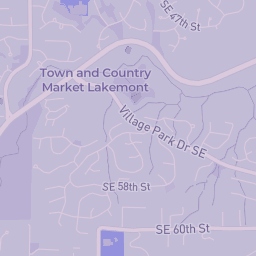 SE 47th St
Town and Country
Market Lakemont
Village Park Dr SE
SE 58th St
SE 60th St